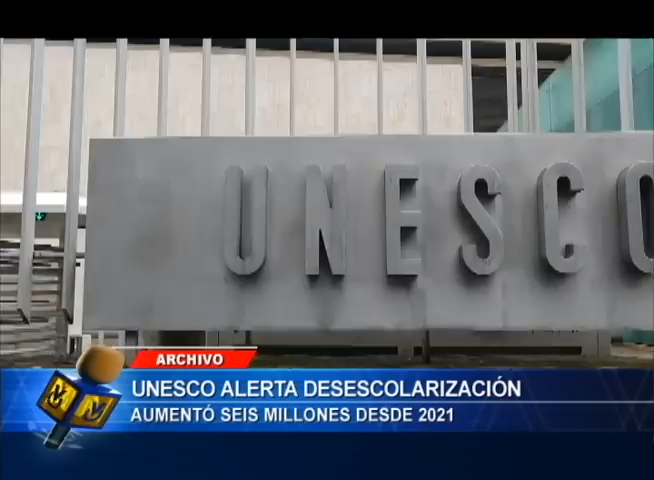 UNESCO
ARCHIVO
UNESCO ALERTA DESESCOLARIZACIÓN
AUMENTÓ SEIS MILLONES DESDE 2021